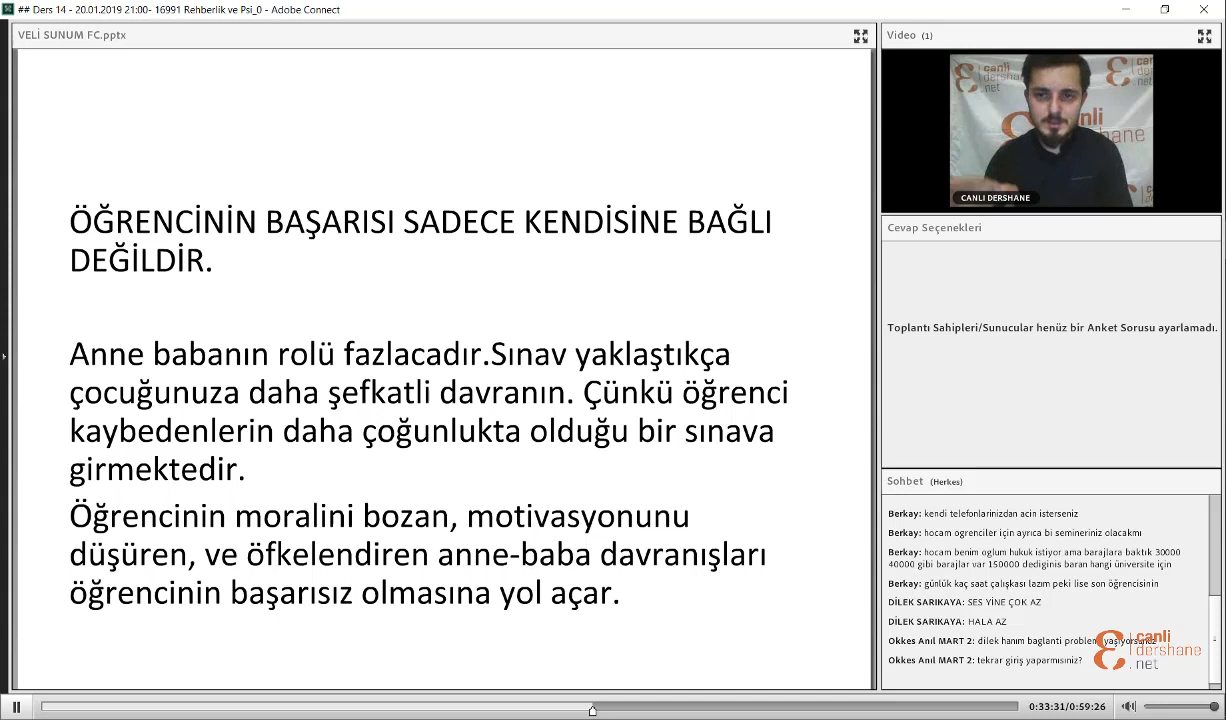 ## Ders 14 - 20.01.2019 21:00- 16991 Rehberlik ve Psi_0 - Adobe Connect
VELİ SUNUM FC.pptx
ÖĞRENCİNİN BAŞARISI SADECE KENDİSİNE BAĞLI
DEĞİLDİR.
Anne babanın rolü fazlacadır.Sınav yaklaştıkça
çocuğunuza daha şefkatli davranın. Çünkü öğrenci
kaybedenlerin daha çoğunlukta olduğu bir sınava
girmektedir.
Öğrencinin moralini bozan, motivasyonunu
düşüren, ve öfkelendiren anne-baba davranışları
öğrencinin başarısız olmasına yol açar.
Video (1)
canli
dershane
.net
CANLI DERSHANE
Cevap Seçenekleri
Toplantı Sahipleri/Sunucular henüz bir Anket Sorusu ayarlamadı.
Sohbet (Herkes)
Berkay: kendi telefonlarinizdan acin isterseniz
Berkay: hocam ogrenciler için ayrıca bi semineriniz olacakmı
Berkay: hocam benim oglum hukuk istiyor ama barajlara baktık 30000
40000 gibi barajlar var 150000 dediginis baran hangi üniversite için
Berkay: günlük kaç saat çalışkası lazım peki lise son öğrencisinin
DİLEK SARIKAYA: SES YİNE ÇOK AZ
DİLEK SARIKAYA: HALA AZ
Okkes Anıl MART 2: dilek hanım baglanti problemi yaşıyorsunuz
Okkes Anıl MART 2: tekrar giriş yaparmısınız?
canli
dershane
.net
0:33:31/0:59:26